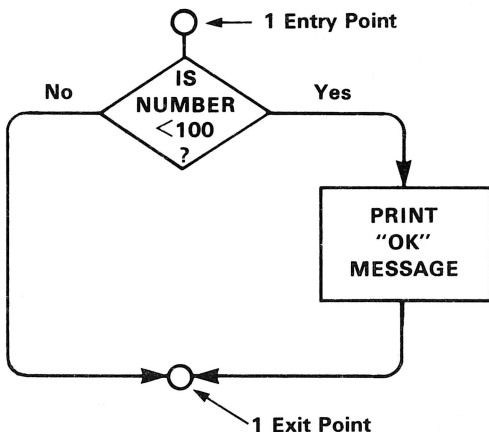 1 Entry Point
IS
NUMBER
<100
?
No
Yes
PRINT
“OK”
MESSAGE
1 Exit Point